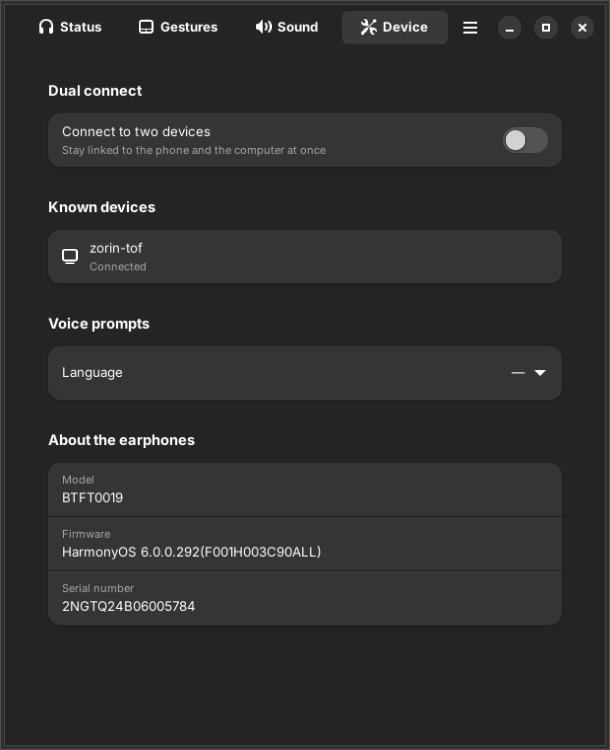 Status
Gestures
Sound
Device
Dual connect
Connect to two devices
Stay linked to the phone and the computer at once
Known devices
zorin-tof
Connected
Voice prompts
Language
—
About the earphones
Model
BTFT0019
Firmware
HarmonyOS 6.0.0.292(F001H003C90ALL)
Serial number
2NGTQ24B06005784